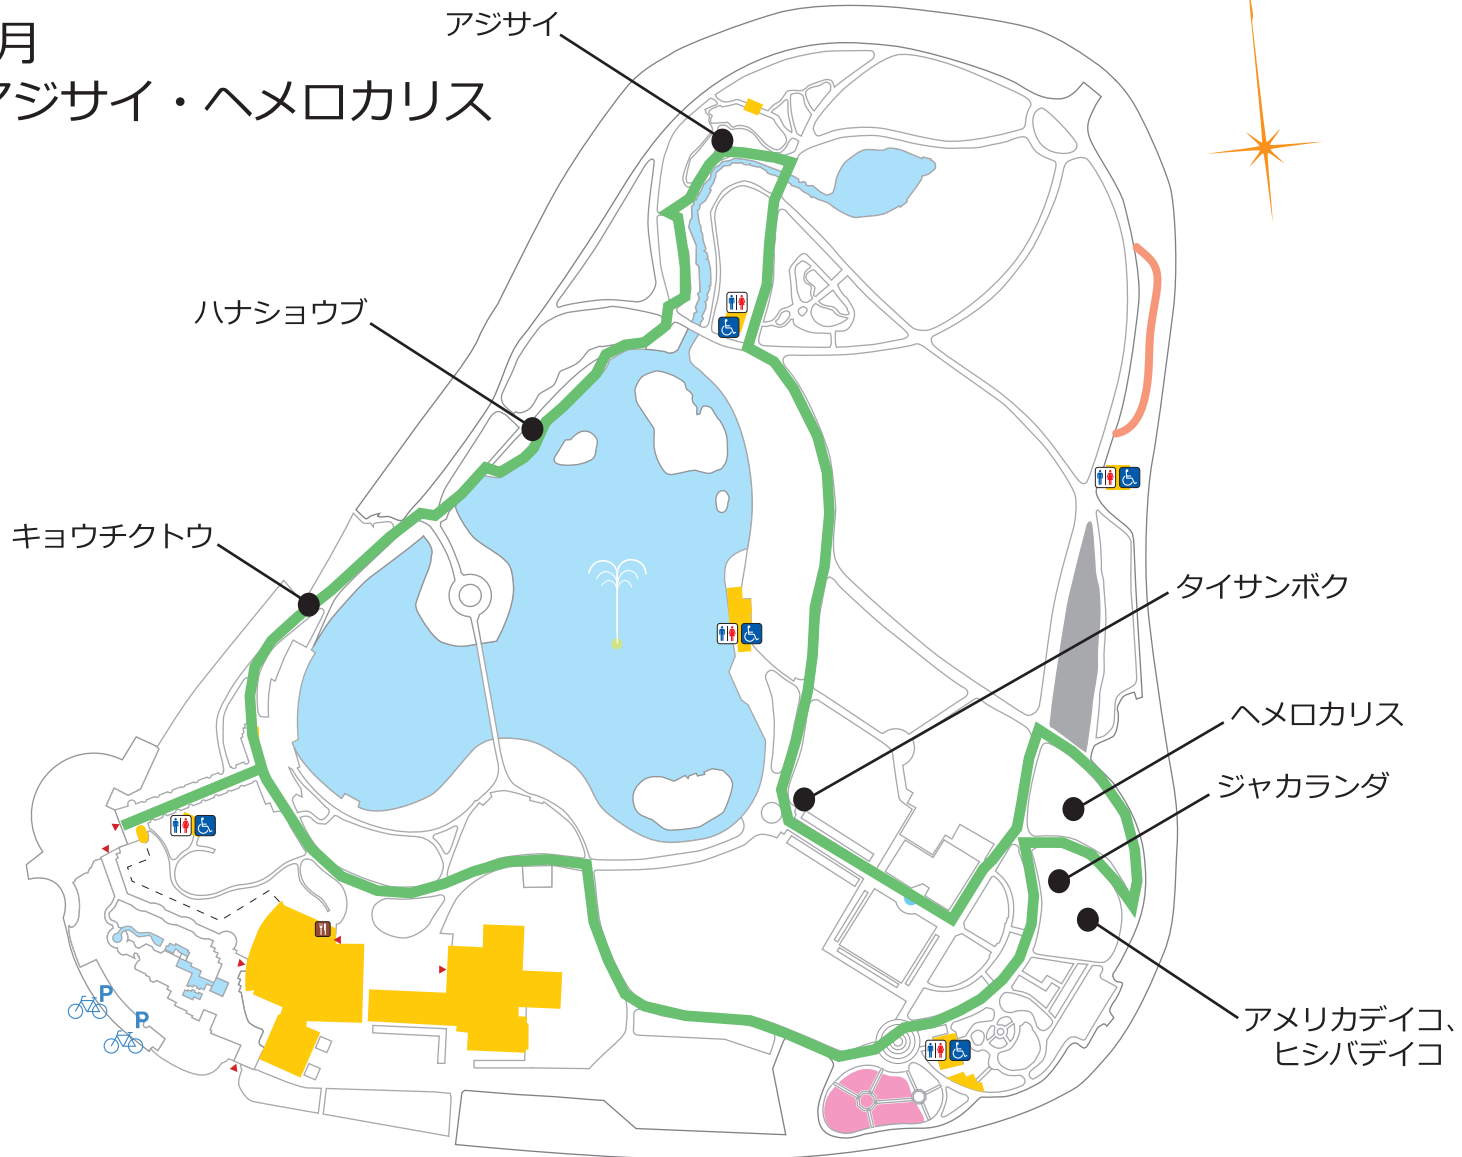 月
アジサイ・ヘメロカリス
アジサイ
ハナショウブ
キョウチクトウ
タイサンボク
ヘメロカリス
ジャカランダ
アメリカデイコ、
ヒシバデイコ
P
P